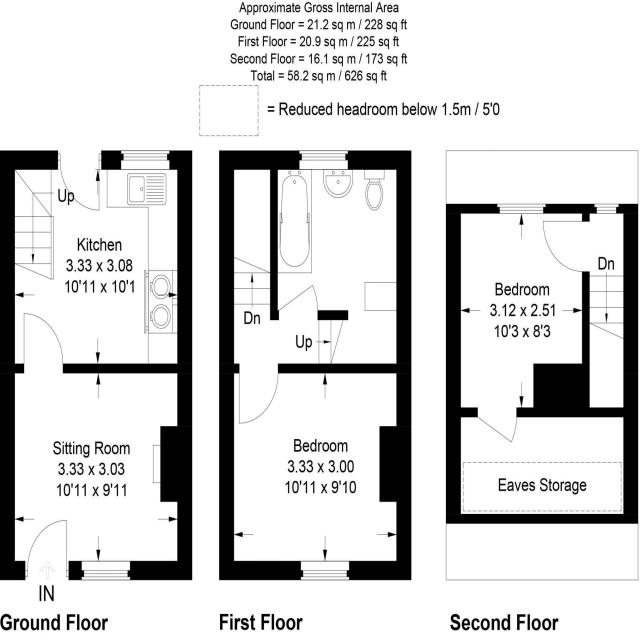 Approximate Gross Internal Area
Ground Floor = 21.2 sq m / 228 sq ft
First Floor = 20.9 sq m / 225 sq ft
Second Floor = 16.1 sq m / 173 sq ft
Total = 58.2 sq m / 626 sq ft
= Reduced headroom below 1.5m / 5'0
Up
Kitchen
3.33 x 3.08
10'11 x 10'1
Sitting Room
3.33 x 3.03
10'11 x 9'11
IN
Ground Floor
Dn
Up
Bedroom
3.33 x 3.00
10'11 x 9'10
First Floor
Dn
Bedroom
3.12 x 2.51
10'3 x 8'3
Eaves Storage
Second Floor